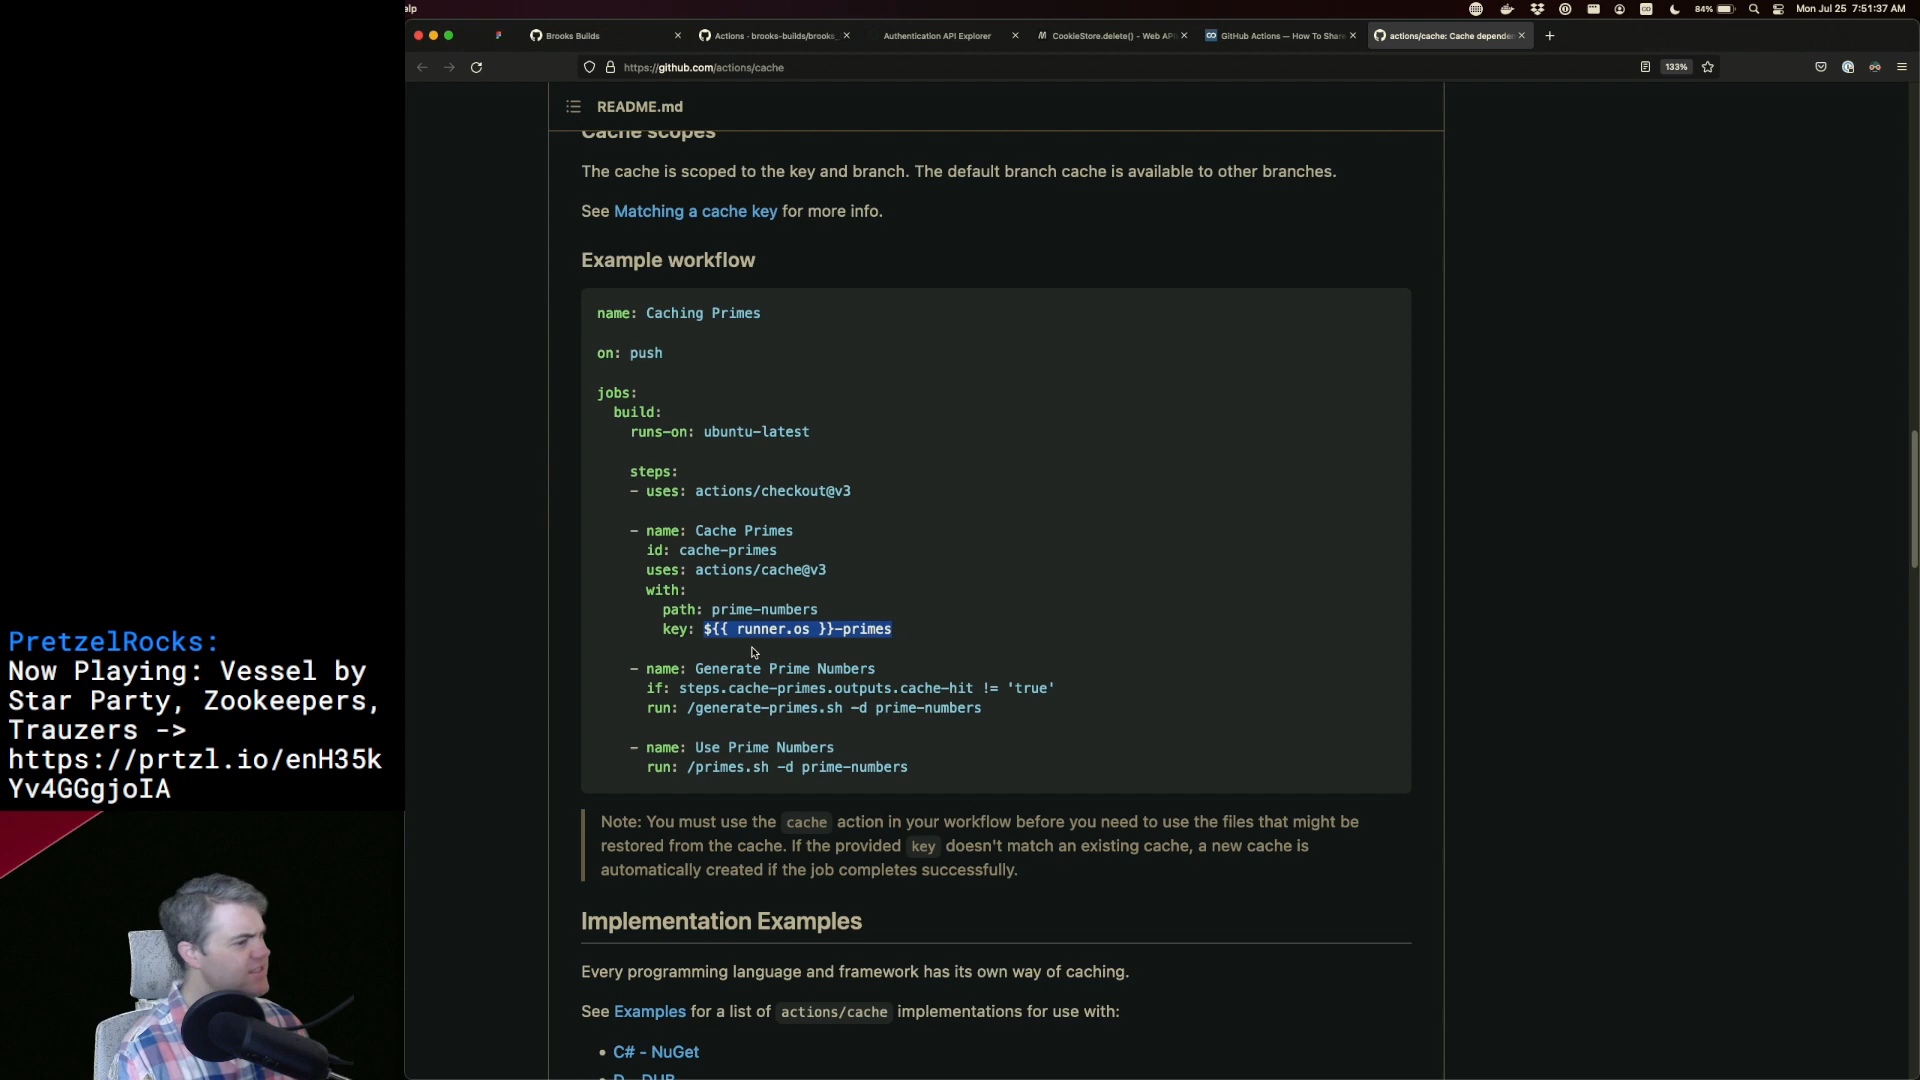 elp
84%
Mon Jul 25 7:51:37 AM
Brooks Builds
Actions - brooks-builds/brooks_
Authentication API Explorer
CookieStore.delete() - Web API
GitHub Actions — How To Share
actions/cache: Cache depender
https://github.com/actions/cache
133%
README.md
Cache scopes
The cache is scoped to the key and branch. The default branch cache is available to other branches.
See Matching a cache key for more info.
Example workflow
name: Caching Primes
on: push
jobs:
build:
runs-on: ubuntu-latest
steps:
- uses: actions/checkout@v3
- name: Cache Primes
id: cache-primes
uses: actions/cache@v3
with:
path: prime-numbers
key: ${{ runner.os }}-primes
- name: Generate Prime Numbers
if: steps.cache-primes.outputs.cache-hit != 'true'
run: /generate-primes.sh -d prime-numbers
- name: Use Prime Numbers
run: /primes.sh -d prime-numbers
Note: You must use the cache action in your workflow before you need to use the files that might be
restored from the cache. If the provided key doesn't match an existing cache, a new cache is
automatically created if the job completes successfully.
Implementation Examples
Every programming language and framework has its own way of caching.
See Examples for a list of actions/cache implementations for use with:
• C# - NuGet
• D - DUB
PretzelRocks:
Now Playing: Vessel by
Star Party, Zookeepers,
Trauzers ->
https://prtzl.io/enH35k
Yv4GGgjoIA